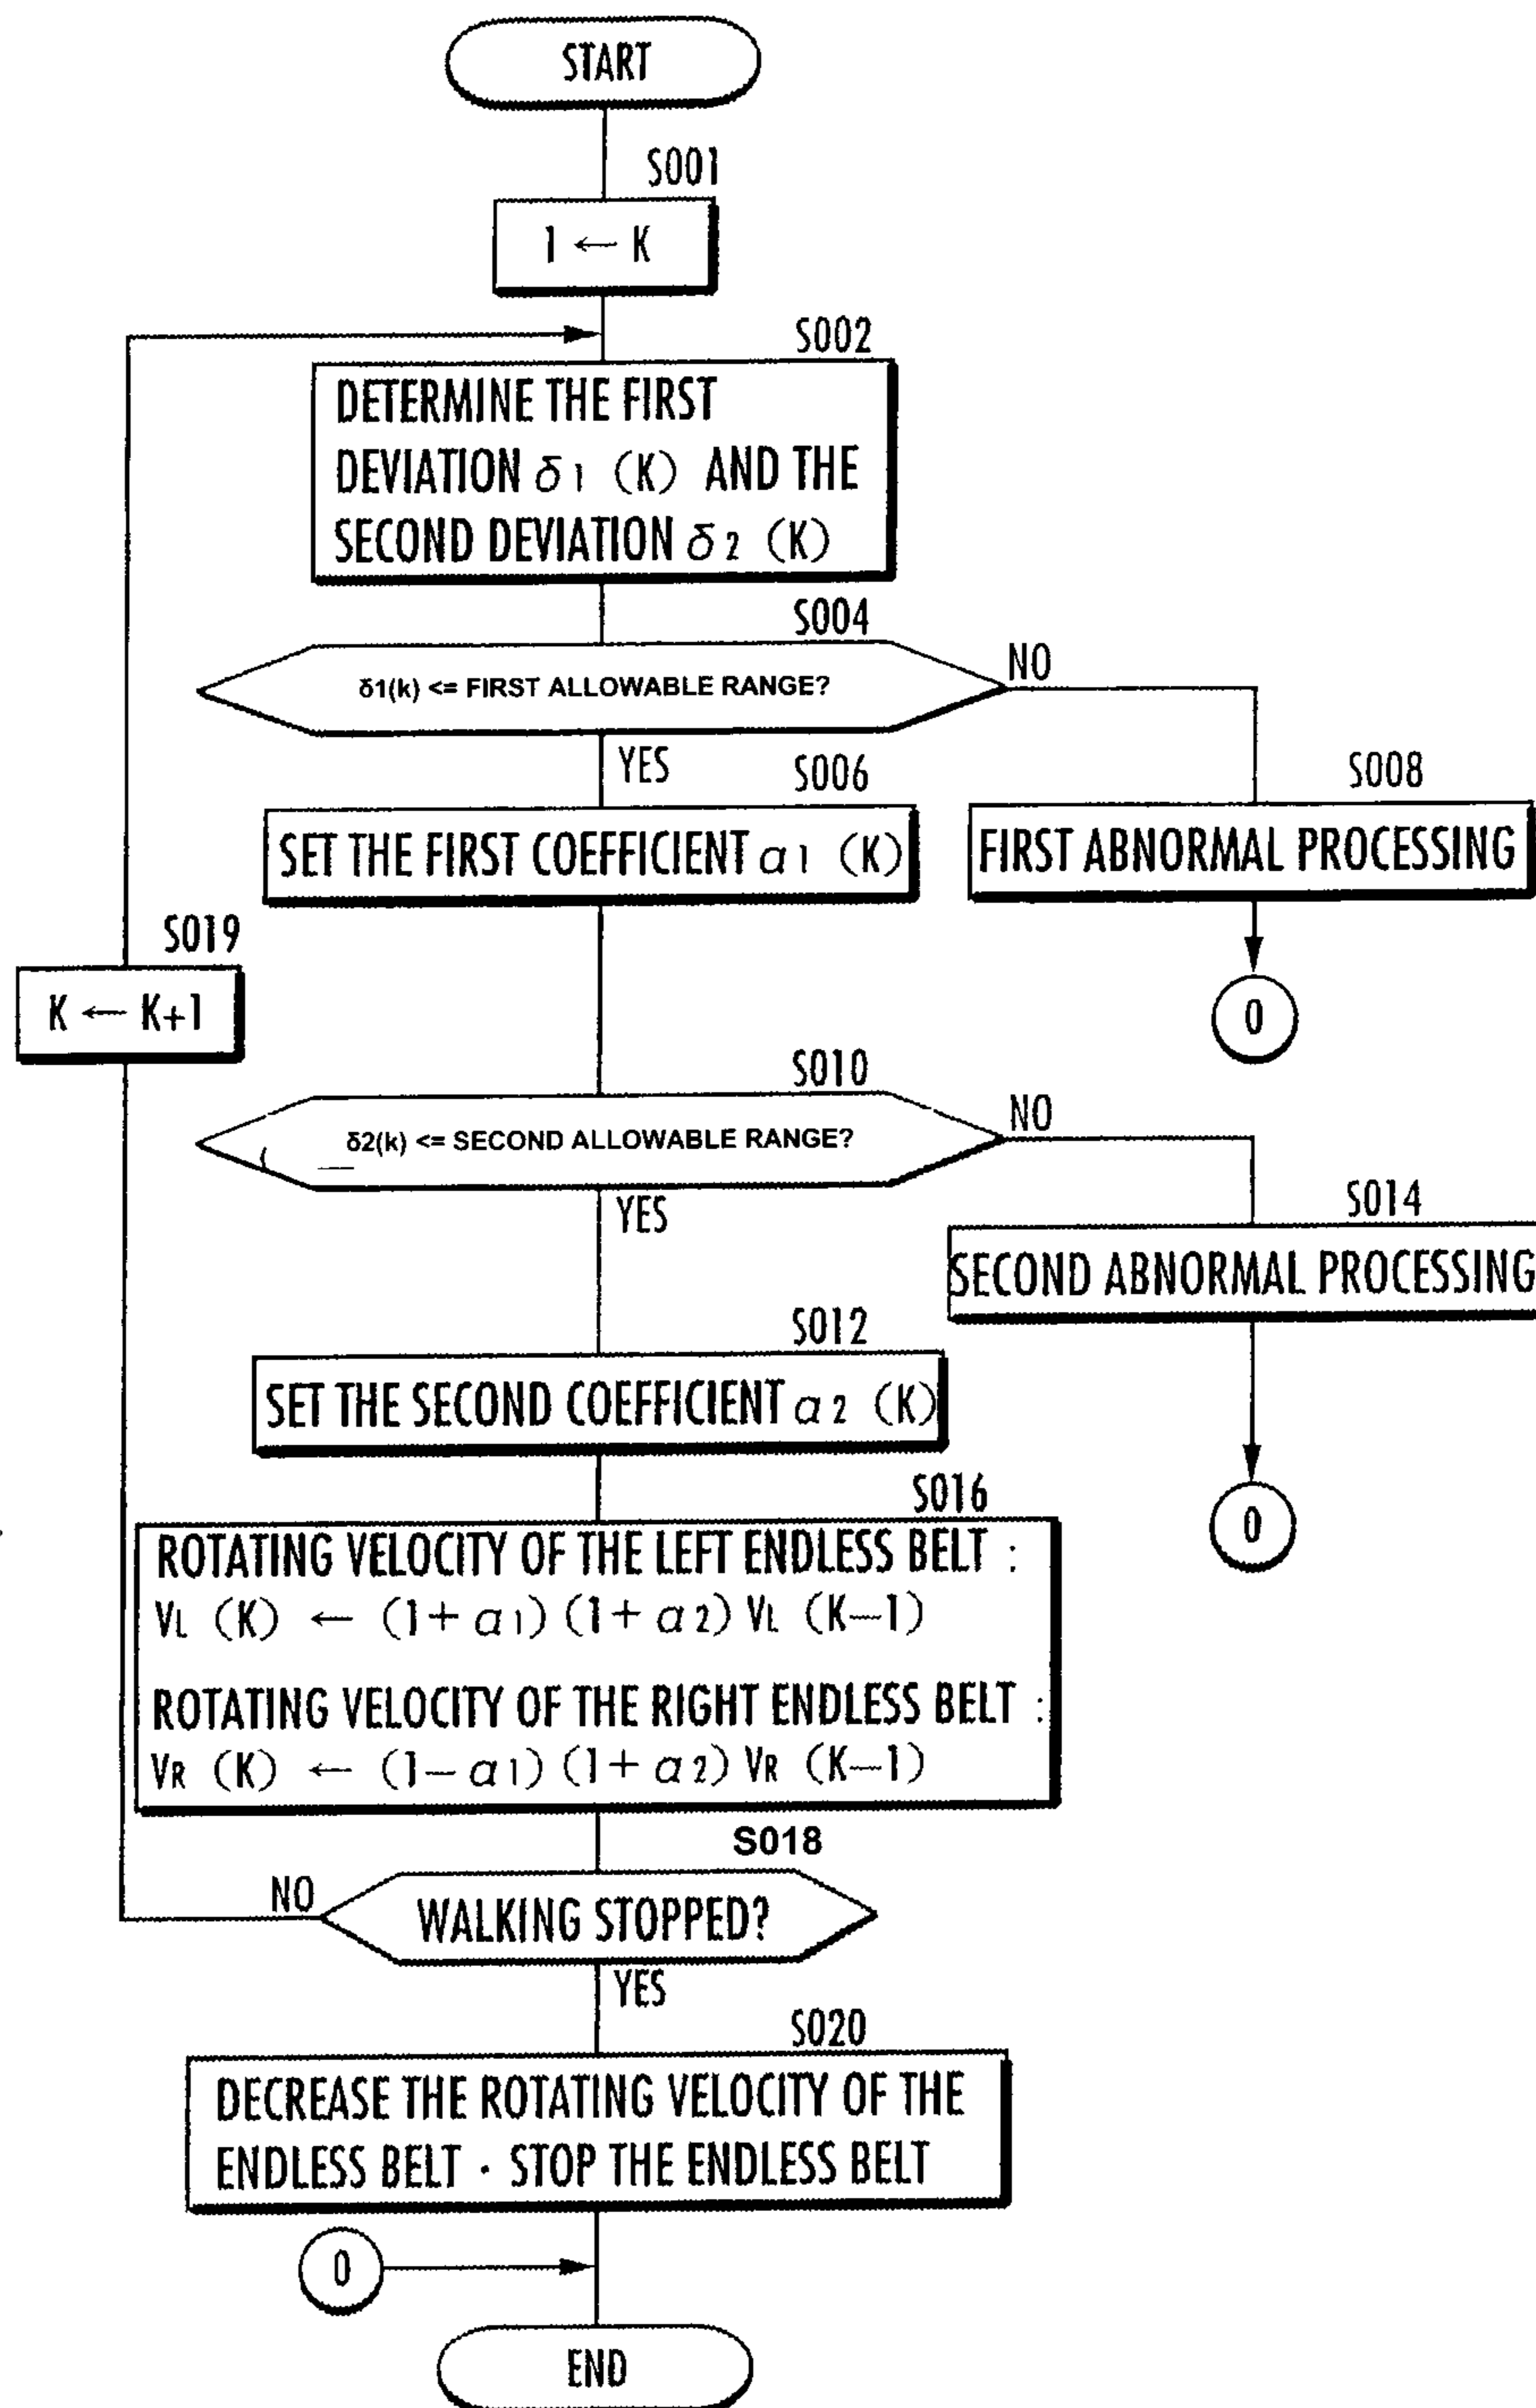 START
S001
1 ← K
S002
DETERMINE THE FIRST
DEVIATION δ1 (K) AND THE
SECOND DEVIATION δ2 (K)
S004
δ1(k) <= FIRST ALLOWABLE RANGE?
NO
YES
S006
SET THE FIRST COEFFICIENT α1 (K)
S008
FIRST ABNORMAL PROCESSING
0
S019
K ← K+1
S010
δ2(k) <= SECOND ALLOWABLE RANGE?
NO
YES
S014
SECOND ABNORMAL PROCESSING
0
S012
SET THE SECOND COEFFICIENT α2 (K)
S016
ROTATING VELOCITY OF THE LEFT ENDLESS BELT :
VL (K) ← (1+α1) (1+α2) VL (K-1)
ROTATING VELOCITY OF THE RIGHT ENDLESS BELT :
VR (K) ← (1-α1) (1+α2) VR (K-1)
S018
NO
WALKING STOPPED?
YES
S020
DECREASE THE ROTATING VELOCITY OF THE
ENDLESS BELT · STOP THE ENDLESS BELT
0
END